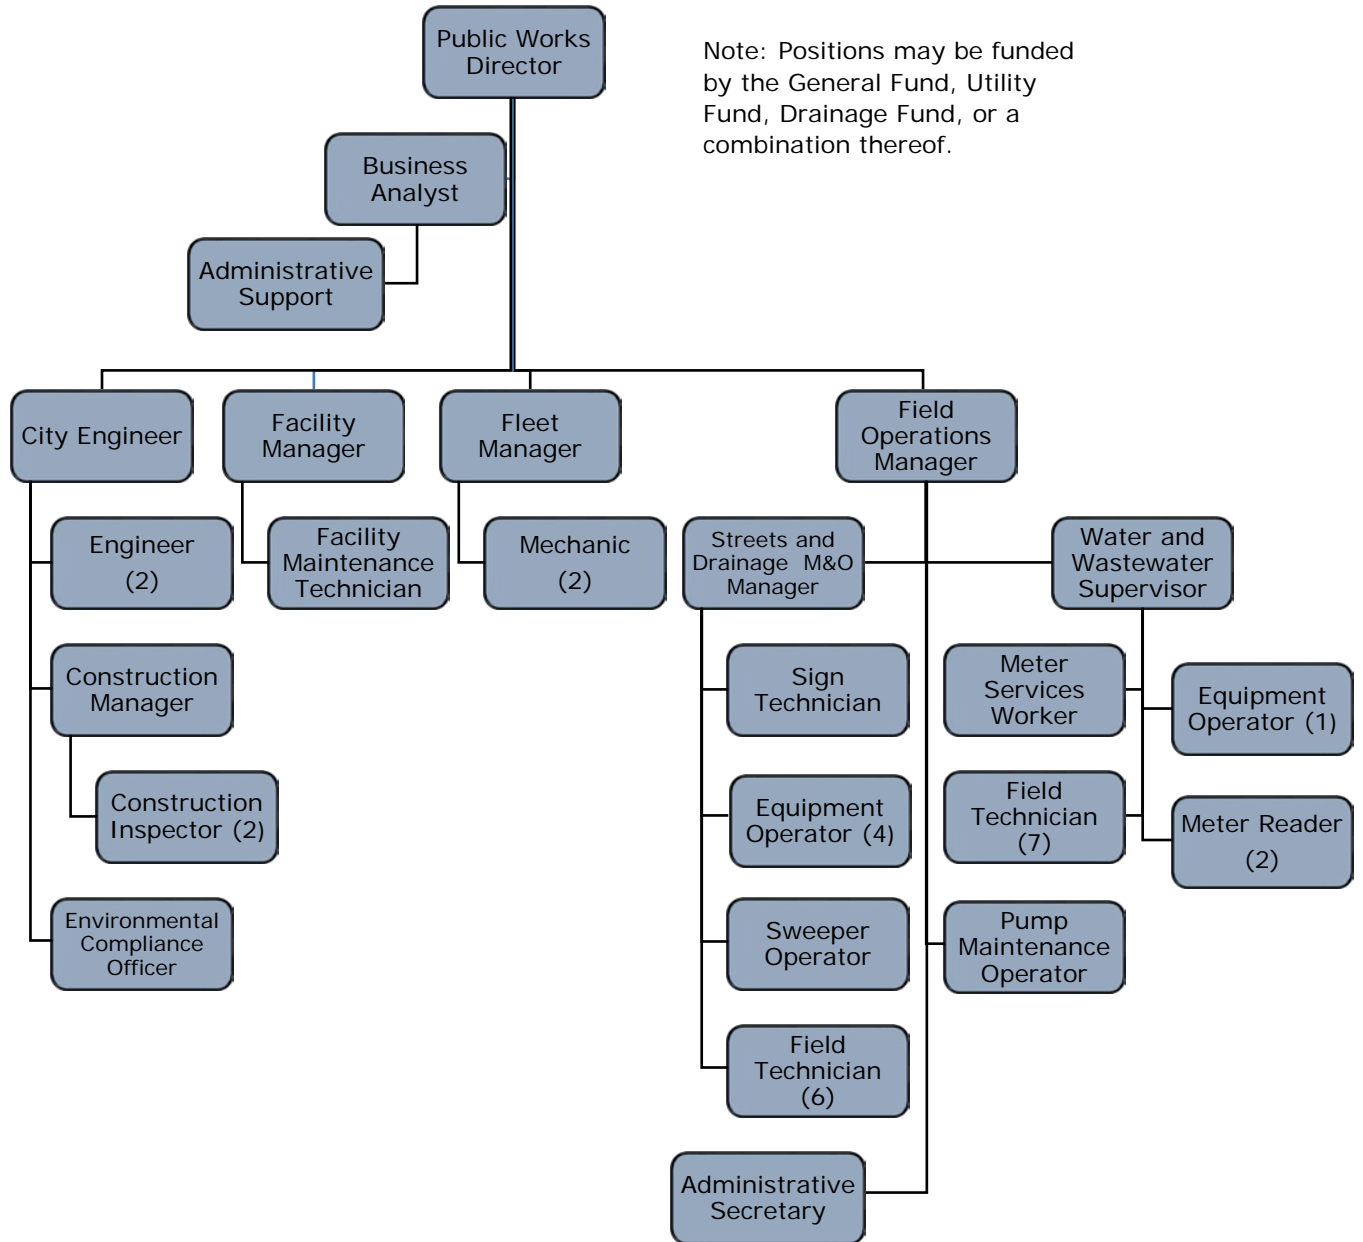 Public Works
Director
Note: Positions may be funded
by the General Fund, Utility
Fund, Drainage Fund, or a
combination thereof.
Business
Analyst
Administrative
Support
City Engineer
Facility
Manager
Fleet
Manager
Field
Operations
Manager
Engineer
(2)
Facility
Maintenance
Technician
Mechanic
(2)
Streets and
Drainage M&O
Manager
Water and
Wastewater
Supervisor
Construction
Manager
Sign
Technician
Meter
Services
Worker
Equipment
Operator (1)
Construction
Inspector (2)
Equipment
Operator (4)
Field
Technician
(7)
Meter Reader
(2)
Environmental
Compliance
Officer
Sweeper
Operator
Pump
Maintenance
Operator
Field
Technician
(6)
Administrative
Secretary